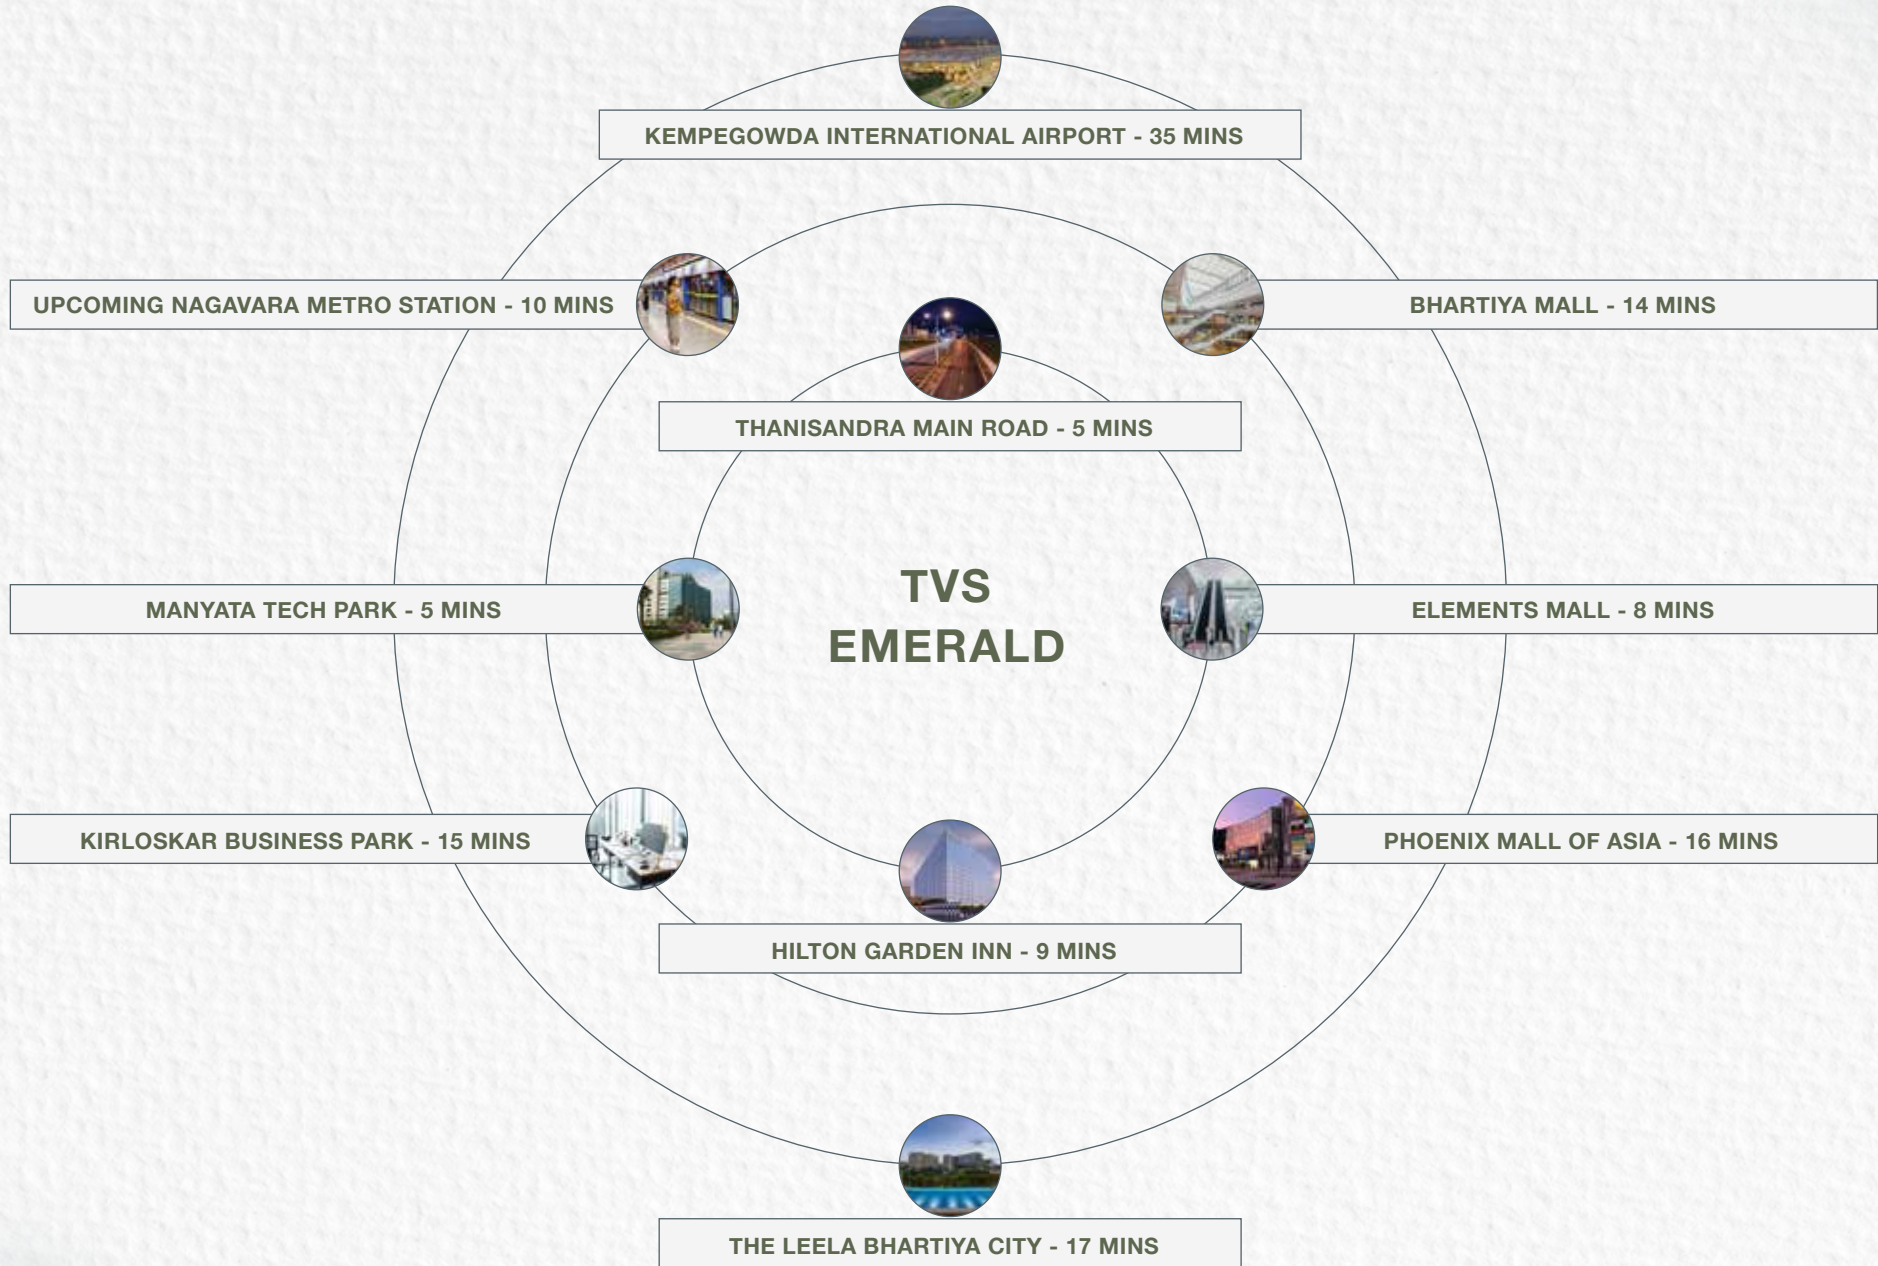 KEMPEGOWDA INTERNATIONAL AIRPORT - 35 MINS
UPCOMING NAGAVARA METRO STATION - 10 MINS
BHARTIYA MALL - 14 MINS
THANISANDRA MAIN ROAD - 5 MINS
TVS
EMERALD
MANYATA TECH PARK - 5 MINS
ELEMENTS MALL - 8 MINS
KIRLOSKAR BUSINESS PARK - 15 MINS
PHOENIX MALL OF ASIA - 16 MINS
HILTON GARDEN INN - 9 MINS
THE LEELA BHARTIYA CITY - 17 MINS